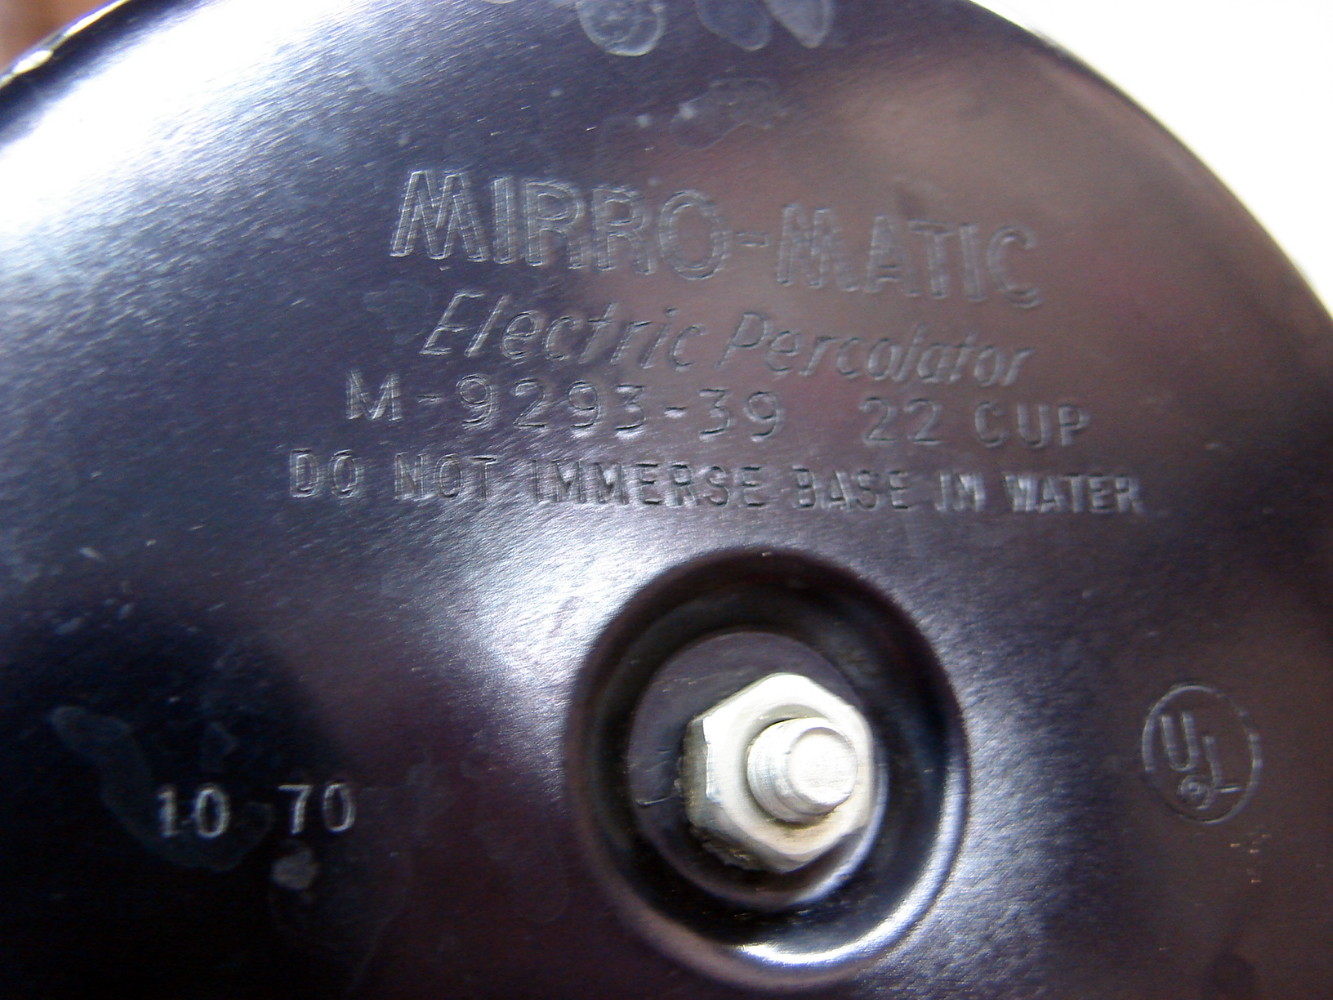 MIRRO-MATIC
Electric Percolator
M-9293-39 22 CUP
DO NOT IMMERSE BASE IN WATER
10 70
UL